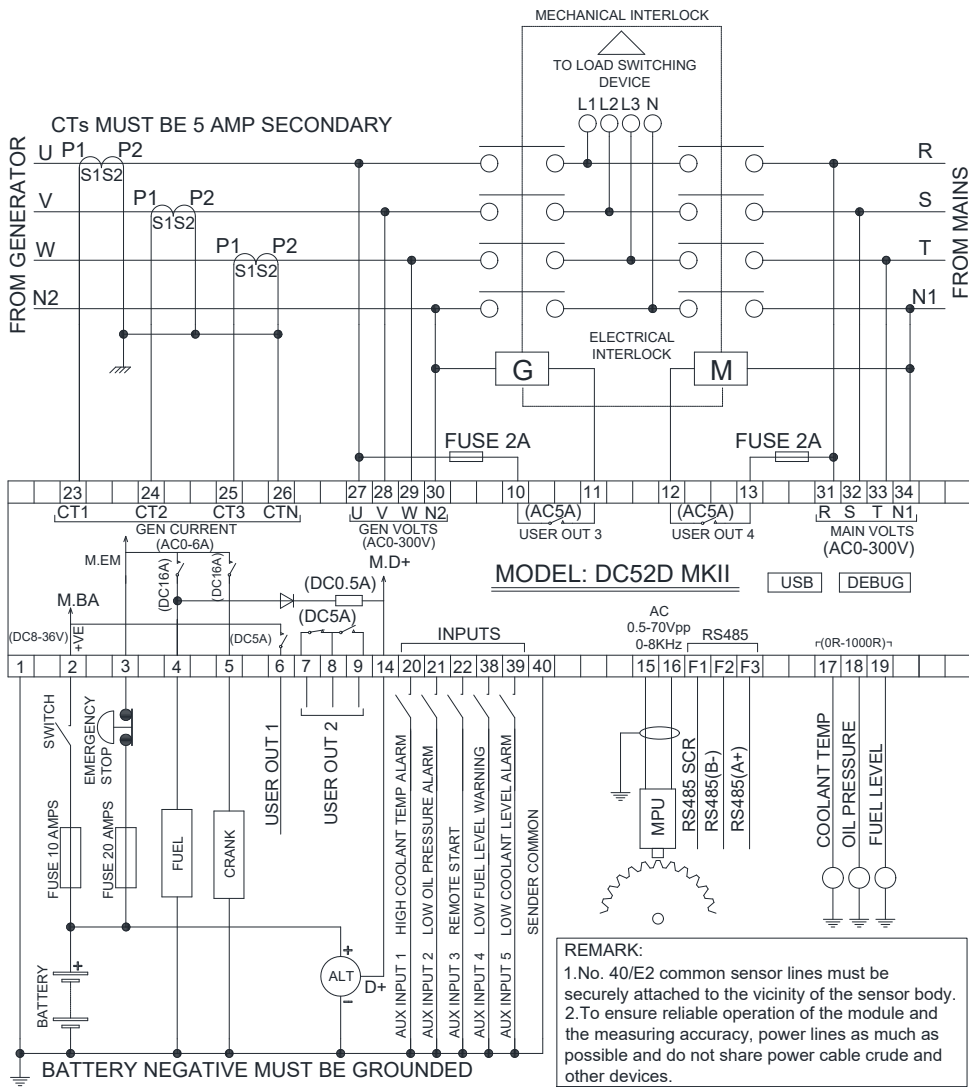 MECHANICAL INTERLOCK
TO LOAD SWITCHING
DEVICE
L1 L2 L3 N
CTs MUST BE 5 AMP SECONDARY
FROM GENERATOR
U P1 P2
S1S2
V P1 P2
S1S2
W P1 P2
S1S2
N2
R
S
T
N1
FROM MAINS
ELECTRICAL
INTERLOCK
G
M
FUSE 2A
FUSE 2A
23 24 25 26 27 28 29 30 10 11 12 13 31 32 33 34
CT1 CT2 CT3 CTN
GEN CURRENT
(AC0-6A)
U V W N2
GEN VOLTS
(AC0-300V)
(AC5A)
USER OUT 3
(AC5A)
USER OUT 4
R S T N1
MAIN VOLTS
(AC0-300V)
M.EM
(DC16A)
(DC16A)
M.D+
MODEL: DC52D MKII
USB
DEBUG
M.BA
(DC0.5A)
(DC5A)
(DC8-36V)
+VE
(DC5A)
INPUTS
AC
0.5-70Vpp
0-8KHz
RS485
(0R-1000R)
1 2 3 4 5 6 7 8 9 14 20 21 22 38 39 40 15 16 F1 F2 F3 17 18 19
SWITCH
EMERGENCY
STOP
FUSE 10 AMPS
FUSE 20 AMPS
FUEL
CRANK
USER OUT 1
USER OUT 2
AUX INPUT 1 HIGH COOLANT TEMP ALARM
AUX INPUT 2 LOW OIL PRESSURE ALARM
AUX INPUT 3 REMOTE START
AUX INPUT 4 LOW FUEL LEVEL WARNING
AUX INPUT 5 LOW COOLANT LEVEL ALARM
SENDER COMMON
MPU
RS485 SCR
RS485(B-)
RS485(A+)
COOLANT TEMP
OIL PRESSURE
FUEL LEVEL
BATTERY
+
+
ALT
−
D+
BATTERY NEGATIVE MUST BE GROUNDED
REMARK:
1.No. 40/E2 common sensor lines must be
securely attached to the vicinity of the sensor body.
2.To ensure reliable operation of the module and
the measuring accuracy, power lines as much as
possible and do not share power cable crude and
other devices.